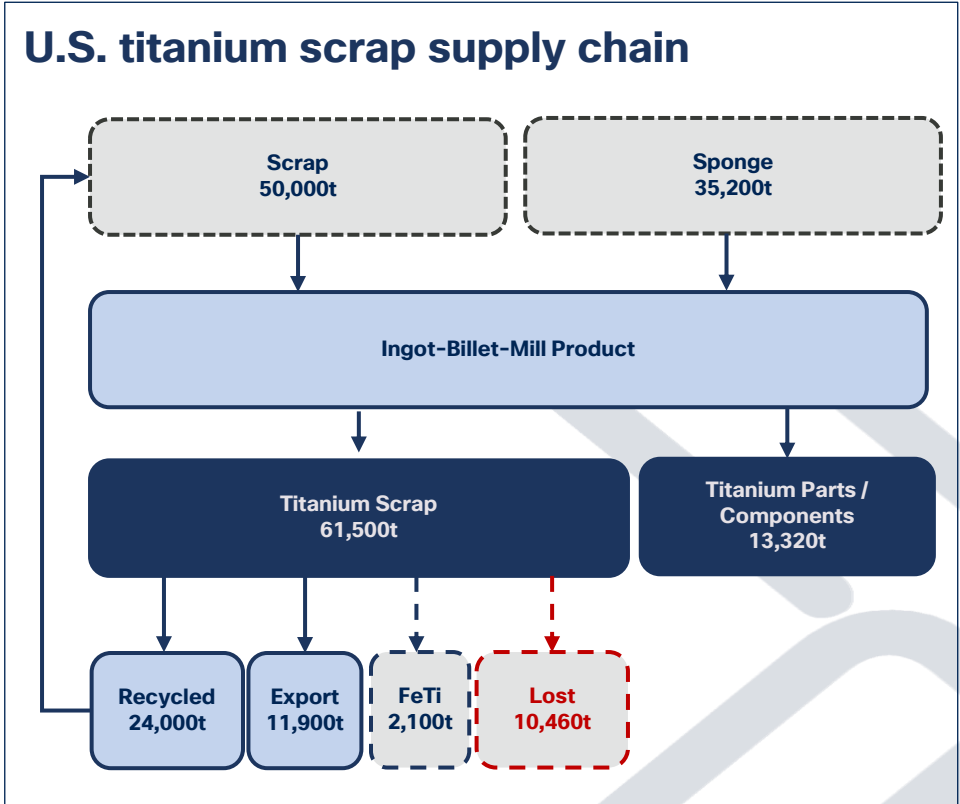 U.S. titanium scrap supply chain
Scrap
50,000t
Sponge
35,200t
Ingot-Billet-Mill Product
Titanium Scrap
61,500t
Titanium Parts /
Components
13,320t
Recycled
24,000t
Export
11,900t
FeTi
2,100t
Lost
10,460t